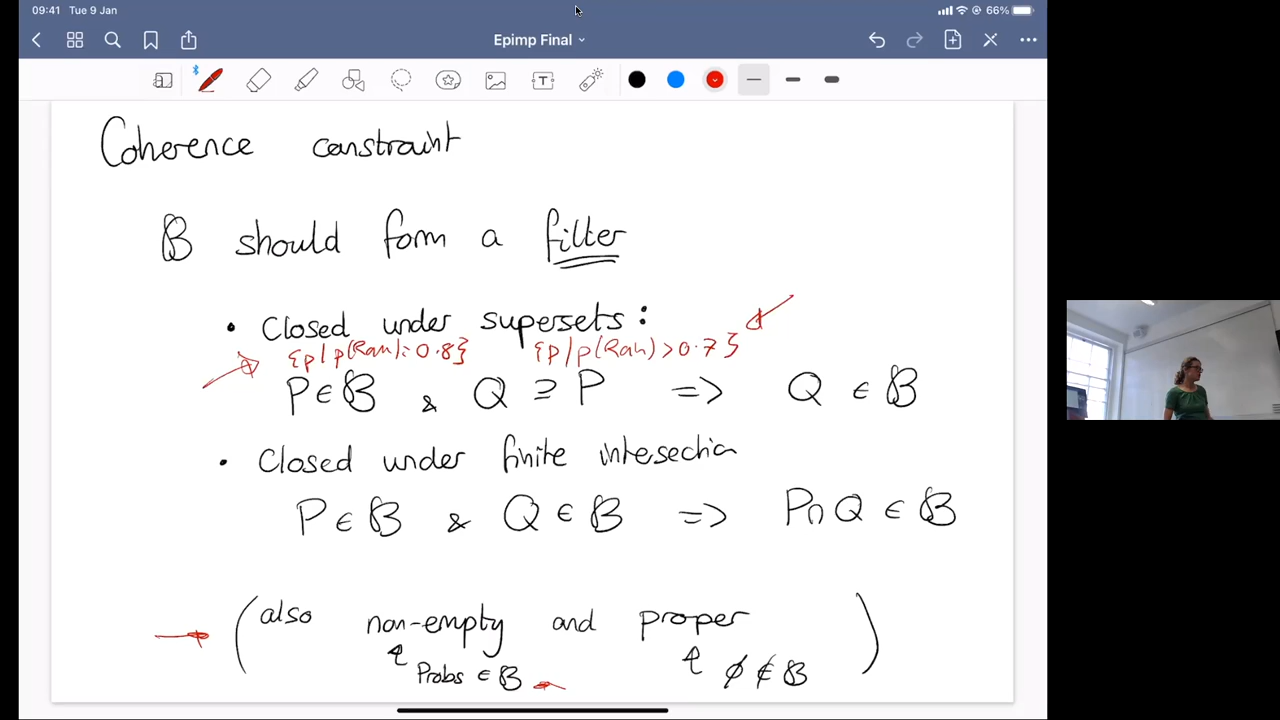 09:41 Tue 9 Jan
66%
Epimp Final
Coherence constraint
𝔹 should form a filter
• Closed under supersets:
{p|p(Rain)=0.8} {p|p(Rain)>0.7}
P ∈ 𝔹 & Q ⊇ P => Q ∈ 𝔹
• Closed under finite intersection
P ∈ 𝔹 & Q ∈ 𝔹 => P∩Q ∈ 𝔹
(also non-empty and proper)
Probs ∈ 𝔹 ∅ ∉ 𝔹